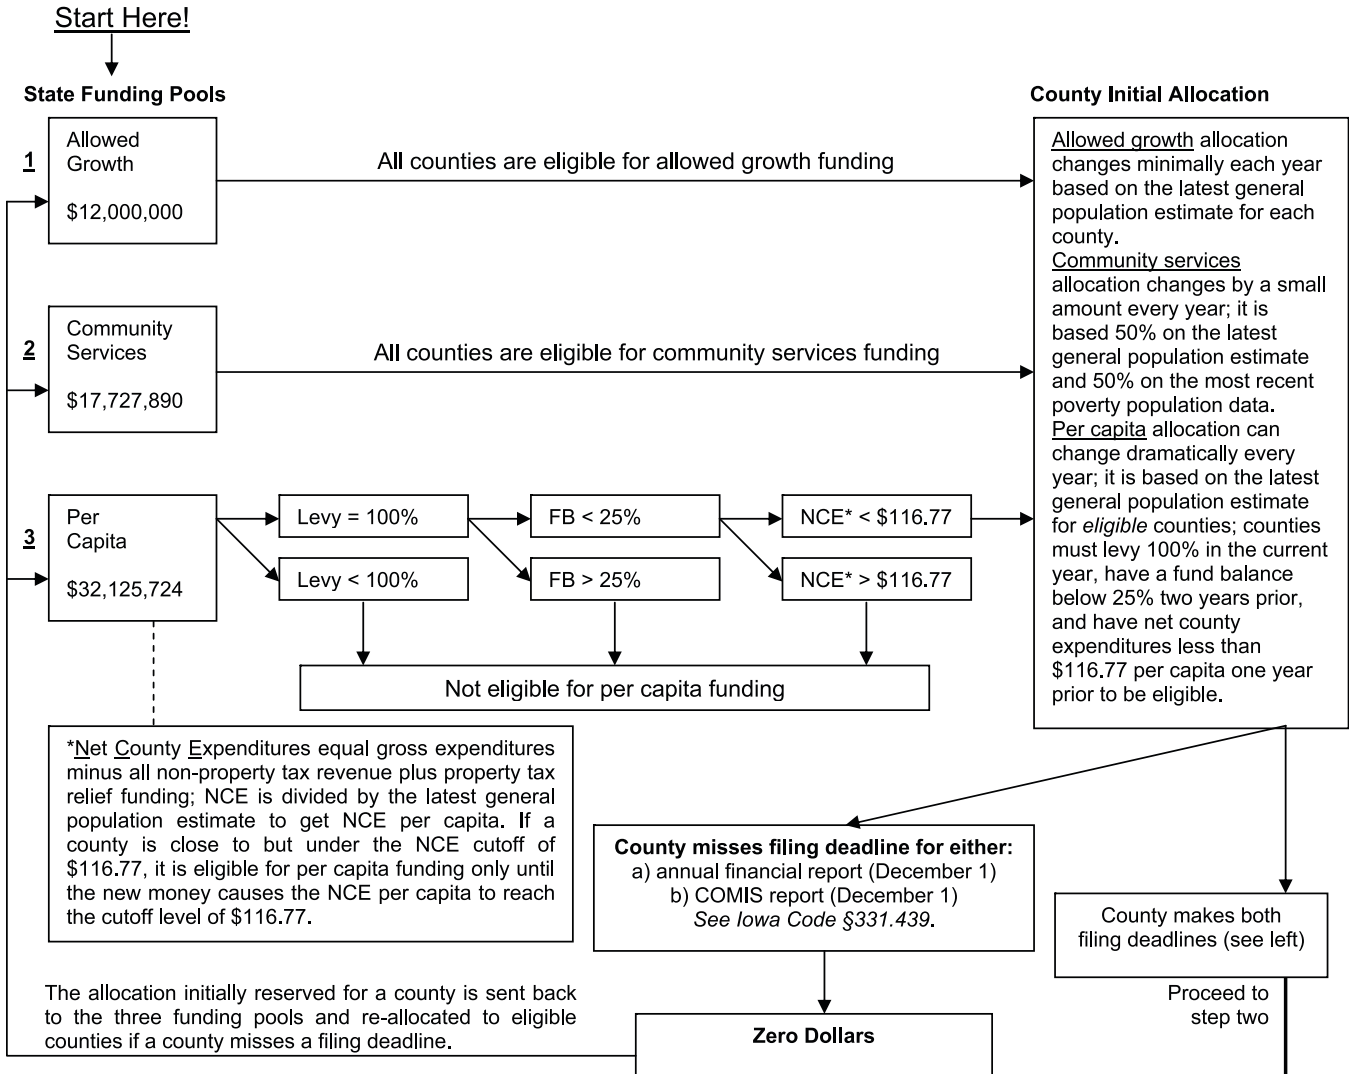 Start Here!
State Funding Pools
1
Allowed
Growth
$12,000,000
All counties are eligible for allowed growth funding
2
Community
Services
$17,727,890
All counties are eligible for community services funding
3
Per
Capita
$32,125,724
Levy = 100%
FB < 25%
NCE* < $116.77
Levy < 100%
FB > 25%
NCE* > $116.77
Not eligible for per capita funding
County Initial Allocation
Allowed growth allocation
changes minimally each year
based on the latest general
population estimate for each
county.
Community services
allocation changes by a small
amount every year; it is
based 50% on the latest
general population estimate
and 50% on the most recent
poverty population data.
Per capita allocation can
change dramatically every
year; it is based on the latest
general population estimate
for eligible counties; counties
must levy 100% in the current
year, have a fund balance
below 25% two years prior,
and have net county
expenditures less than
$116.77 per capita one year
prior to be eligible.
*Net County Expenditures equal gross expenditures
minus all non-property tax revenue plus property tax
relief funding; NCE is divided by the latest general
population estimate to get NCE per capita. If a
county is close to but under the NCE cutoff of
$116.77, it is eligible for per capita funding only until
the new money causes the NCE per capita to reach
the cutoff level of $116.77.
County misses filing deadline for either:
a) annual financial report (December 1)
b) COMIS report (December 1)
See Iowa Code §331.439.
County makes both
filing deadlines (see left)
The allocation initially reserved for a county is sent back
to the three funding pools and re-allocated to eligible
counties if a county misses a filing deadline.
Zero Dollars
Proceed to
step two